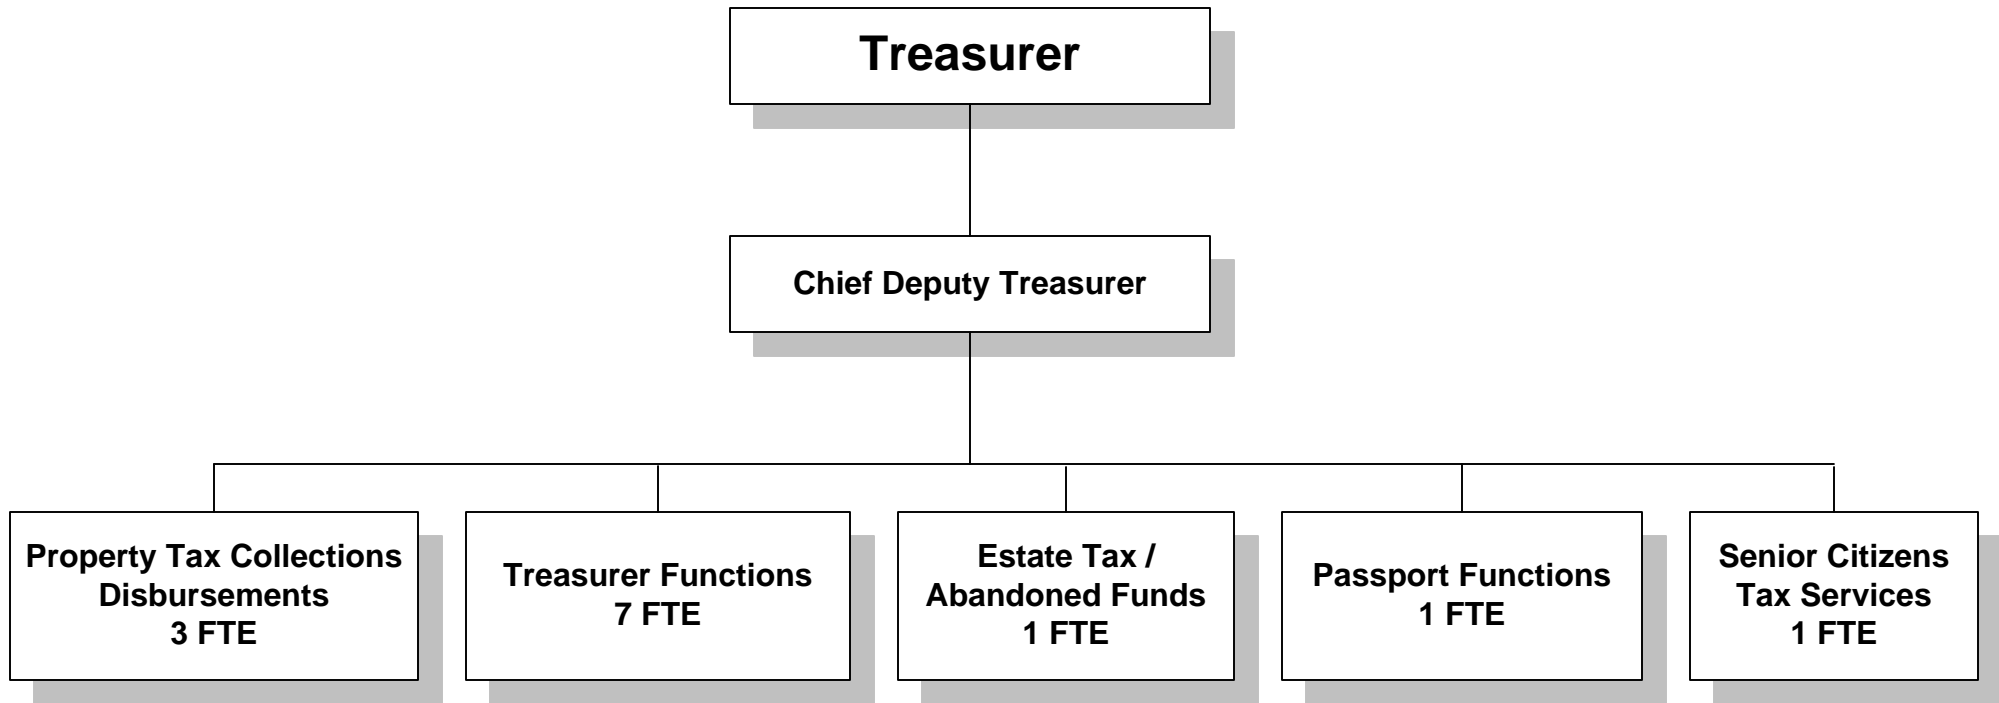 Treasurer
Chief Deputy Treasurer
Property Tax Collections
Disbursements
3 FTE
Treasurer Functions
7 FTE
Estate Tax /
Abandoned Funds
1 FTE
Passport Functions
1 FTE
Senior Citizens
Tax Services
1 FTE